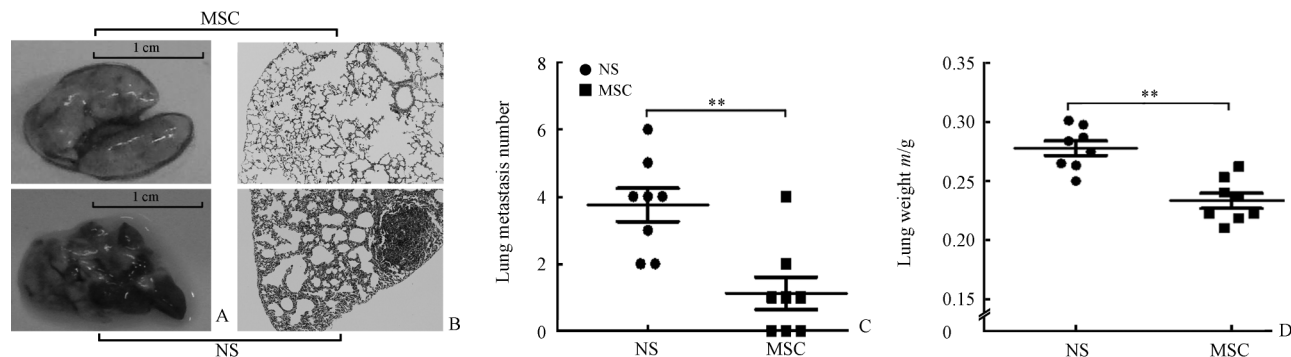 MSC
1 cm
1 cm
A
B
NS
Lung metastasis number
8
6
4
2
0
NS
MSC
**
NS
MSC
C
Lung weight m/g
0.35
0.30
0.25
0.20
0.15
0
**
NS
MSC
D